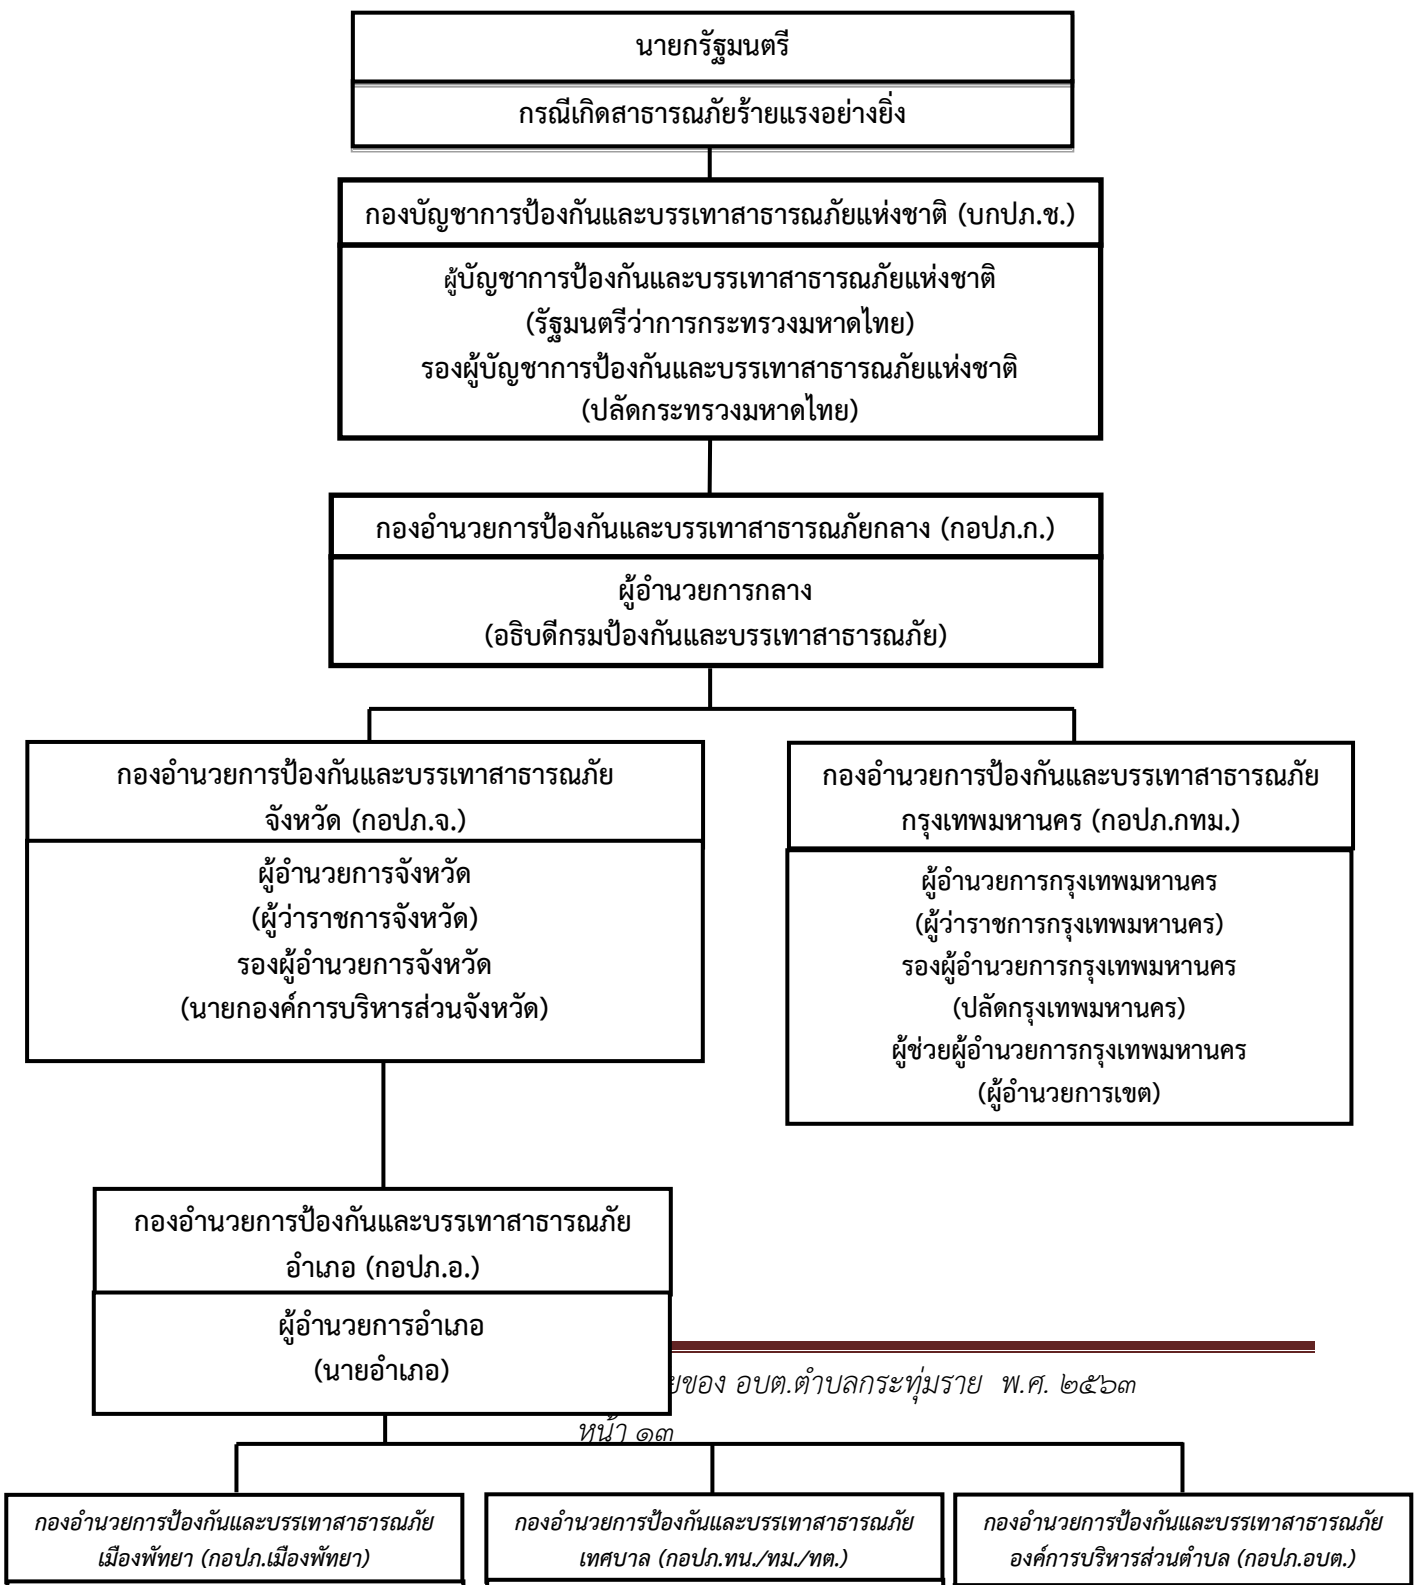 นายกรัฐมนตรี
กรณีเกิดสาธารณภัยร้ายแรงอย่างยิ่ง
กองบัญชาการป้องกันและบรรเทาสาธารณภัยแห่งชาติ (บกปภ.ช.)
ผู้บัญชาการป้องกันและบรรเทาสาธารณภัยแห่งชาติ
(รัฐมนตรีว่าการกระทรวงมหาดไทย)
รองผู้บัญชาการป้องกันและบรรเทาสาธารณภัยแห่งชาติ
(ปลัดกระทรวงมหาดไทย)
กองอำนวยการป้องกันและบรรเทาสาธารณภัยกลาง (กอปภ.ก.)
ผู้อำนวยการกลาง
(อธิบดีกรมป้องกันและบรรเทาสาธารณภัย)
กองอำนวยการป้องกันและบรรเทาสาธารณภัย
จังหวัด (กอปภ.จ.)
ผู้อำนวยการจังหวัด
(ผู้ว่าราชการจังหวัด)
รองผู้อำนวยการจังหวัด
(นายกองค์การบริหารส่วนจังหวัด)
กองอำนวยการป้องกันและบรรเทาสาธารณภัย
กรุงเทพมหานคร (กอปภ.กทม.)
ผู้อำนวยการกรุงเทพมหานคร
(ผู้ว่าราชการกรุงเทพมหานคร)
รองผู้อำนวยการกรุงเทพมหานคร
(ปลัดกรุงเทพมหานคร)
ผู้ช่วยผู้อำนวยการกรุงเทพมหานคร
(ผู้อำนวยการเขต)
กองอำนวยการป้องกันและบรรเทาสาธารณภัย
อำเภอ (กอปภ.อ.)
ผู้อำนวยการอำเภอ
(นายอำเภอ)
ของ อบต.ตำบลกระทุ่มราย พ.ศ. ๒๕๖๓
หน้า ๑๓
กองอำนวยการป้องกันและบรรเทาสาธารณภัย
เมืองพัทยา (กอปภ.เมืองพัทยา)
กองอำนวยการป้องกันและบรรเทาสาธารณภัย
เทศบาล (กอปภ.ทน./ทม./ทต.)
กองอำนวยการป้องกันและบรรเทาสาธารณภัย
องค์การบริหารส่วนตำบล (กอปภ.อบต.)